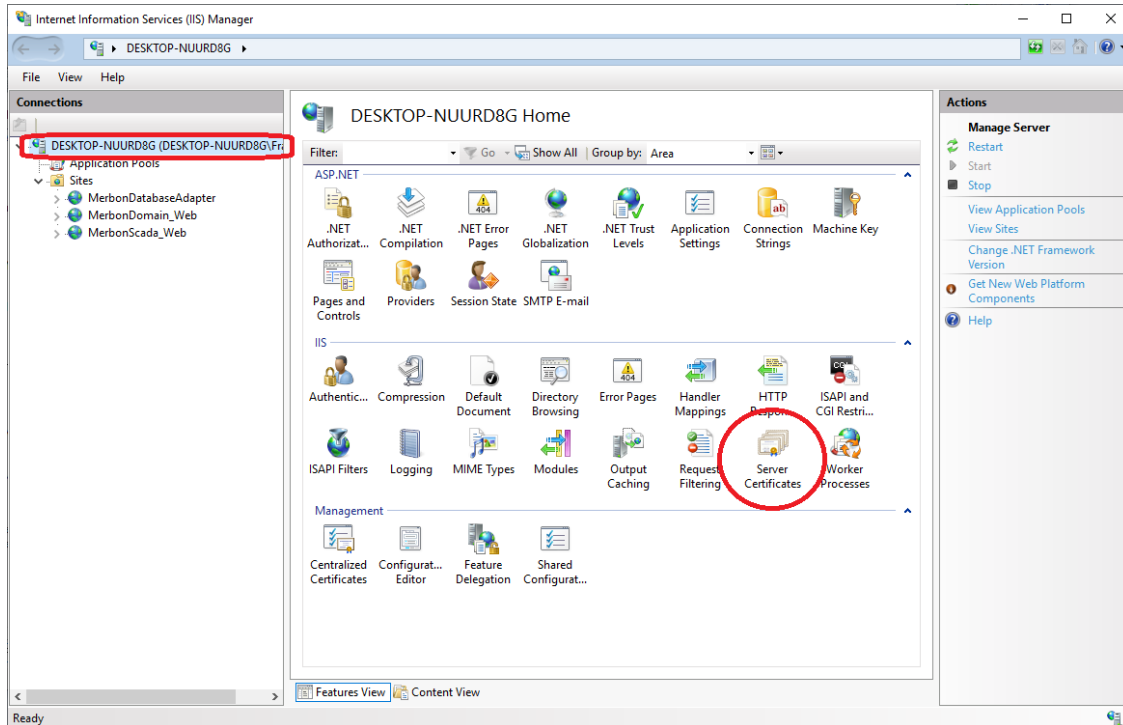 Internet Information Services (IIS) Manager
DESKTOP-NUURD8G
File View Help
Connections
DESKTOP-NUURD8G (DESKTOP-NUURD8G\Fra
Application Pools
Sites
MerbonDatabaseAdapter
MerbonDomain_Web
MerbonScada_Web
DESKTOP-NUURD8G Home
Filter: Go Show All Group by: Area
ASP.NET
.NET Authorizat...
.NET Compilation
.NET Error Pages
.NET Globalization
.NET Trust Levels
Application Settings
Connection Strings
Machine Key
Pages and Controls
Providers
Session State
SMTP E-mail
IIS
Authentic...
Compression
Default Document
Directory Browsing
Error Pages
Handler Mappings
HTTP Respon...
ISAPI and CGI Restri...
ISAPI Filters
Logging
MIME Types
Modules
Output Caching
Request Filtering
Server Certificates
Worker Processes
Management
Centralized Certificates
Configurat... Editor
Feature Delegation
Shared Configurat...
Features View Content View
Actions
Manage Server
Restart
Start
Stop
View Application Pools
View Sites
Change .NET Framework
Version
Get New Web Platform
Components
Help
Ready